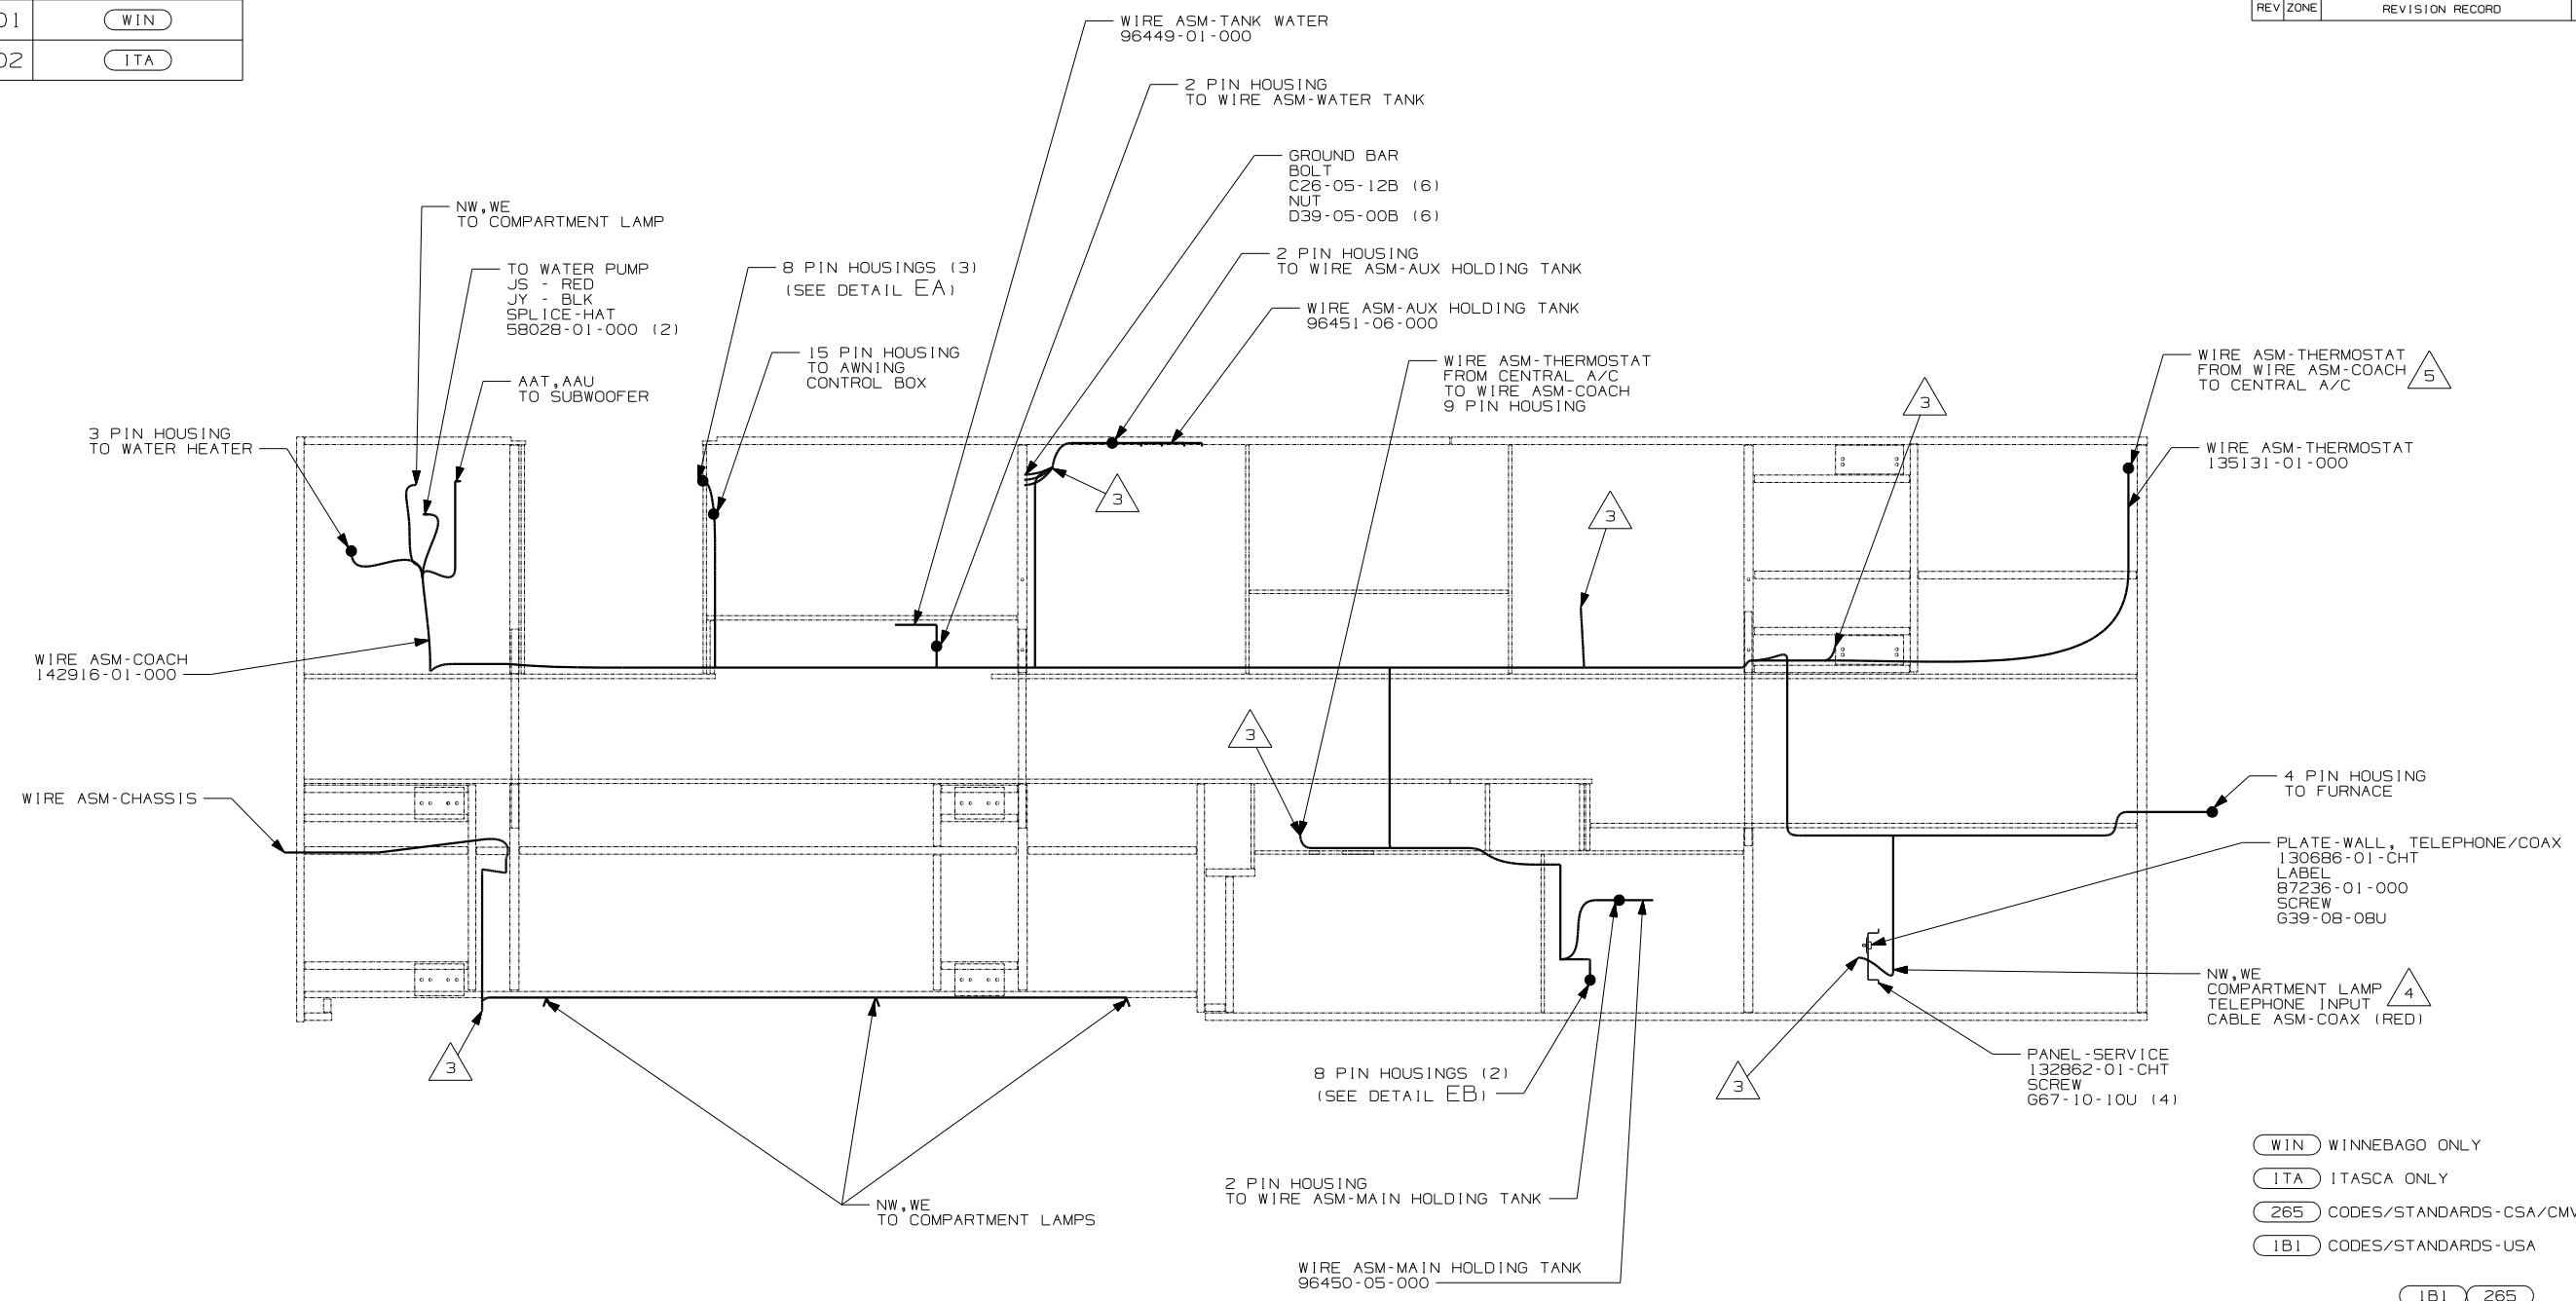 01 WIN
02 ITA
REV ZONE REVISION RECORD
WIRE ASM-TANK WATER
96449-01-000
2 PIN HOUSING
TO WIRE ASM-WATER TANK
GROUND BAR
BOLT
C26-05-12B (6)
NUT
D39-05-00B (6)
NW,WE
TO COMPARTMENT LAMP
TO WATER PUMP
JS - RED
JY - BLK
SPLICE-HAT
58028-01-000 (2)
8 PIN HOUSINGS (3)
(SEE DETAIL EA)
2 PIN HOUSING
TO WIRE ASM-AUX HOLDING TANK
WIRE ASM-AUX HOLDING TANK
96451-06-000
15 PIN HOUSING
TO AWNING
CONTROL BOX
AAT,AAU
TO SUBWOOFER
WIRE ASM-THERMOSTAT
FROM CENTRAL A/C
TO WIRE ASM-COACH
9 PIN HOUSING
WIRE ASM-THERMOSTAT
FROM WIRE ASM-COACH
TO CENTRAL A/C
5
3
3 PIN HOUSING
TO WATER HEATER
WIRE ASM-THERMOSTAT
135131-01-000
3
3
WIRE ASM-COACH
142916-01-000
3
WIRE ASM-CHASSIS
4 PIN HOUSING
TO FURNACE
PLATE-WALL, TELEPHONE/COAX
130686-01-CHT
LABEL
87236-01-000
SCREW
G39-08-08U
NW,WE
COMPARTMENT LAMP
TELEPHONE INPUT
CABLE ASM-COAX (RED)
4
3
8 PIN HOUSINGS (2)
(SEE DETAIL EB)
3
PANEL-SERVICE
132862-01-CHT
SCREW
G67-10-10U (4)
2 PIN HOUSING
TO WIRE ASM-MAIN HOLDING TANK
NW,WE
TO COMPARTMENT LAMPS
WIRE ASM-MAIN HOLDING TANK
96450-05-000
WIN WINNEBAGO ONLY
ITA ITASCA ONLY
265 CODES/STANDARDS-CSA/CMV
1B1 CODES/STANDARDS-USA
1B1 265